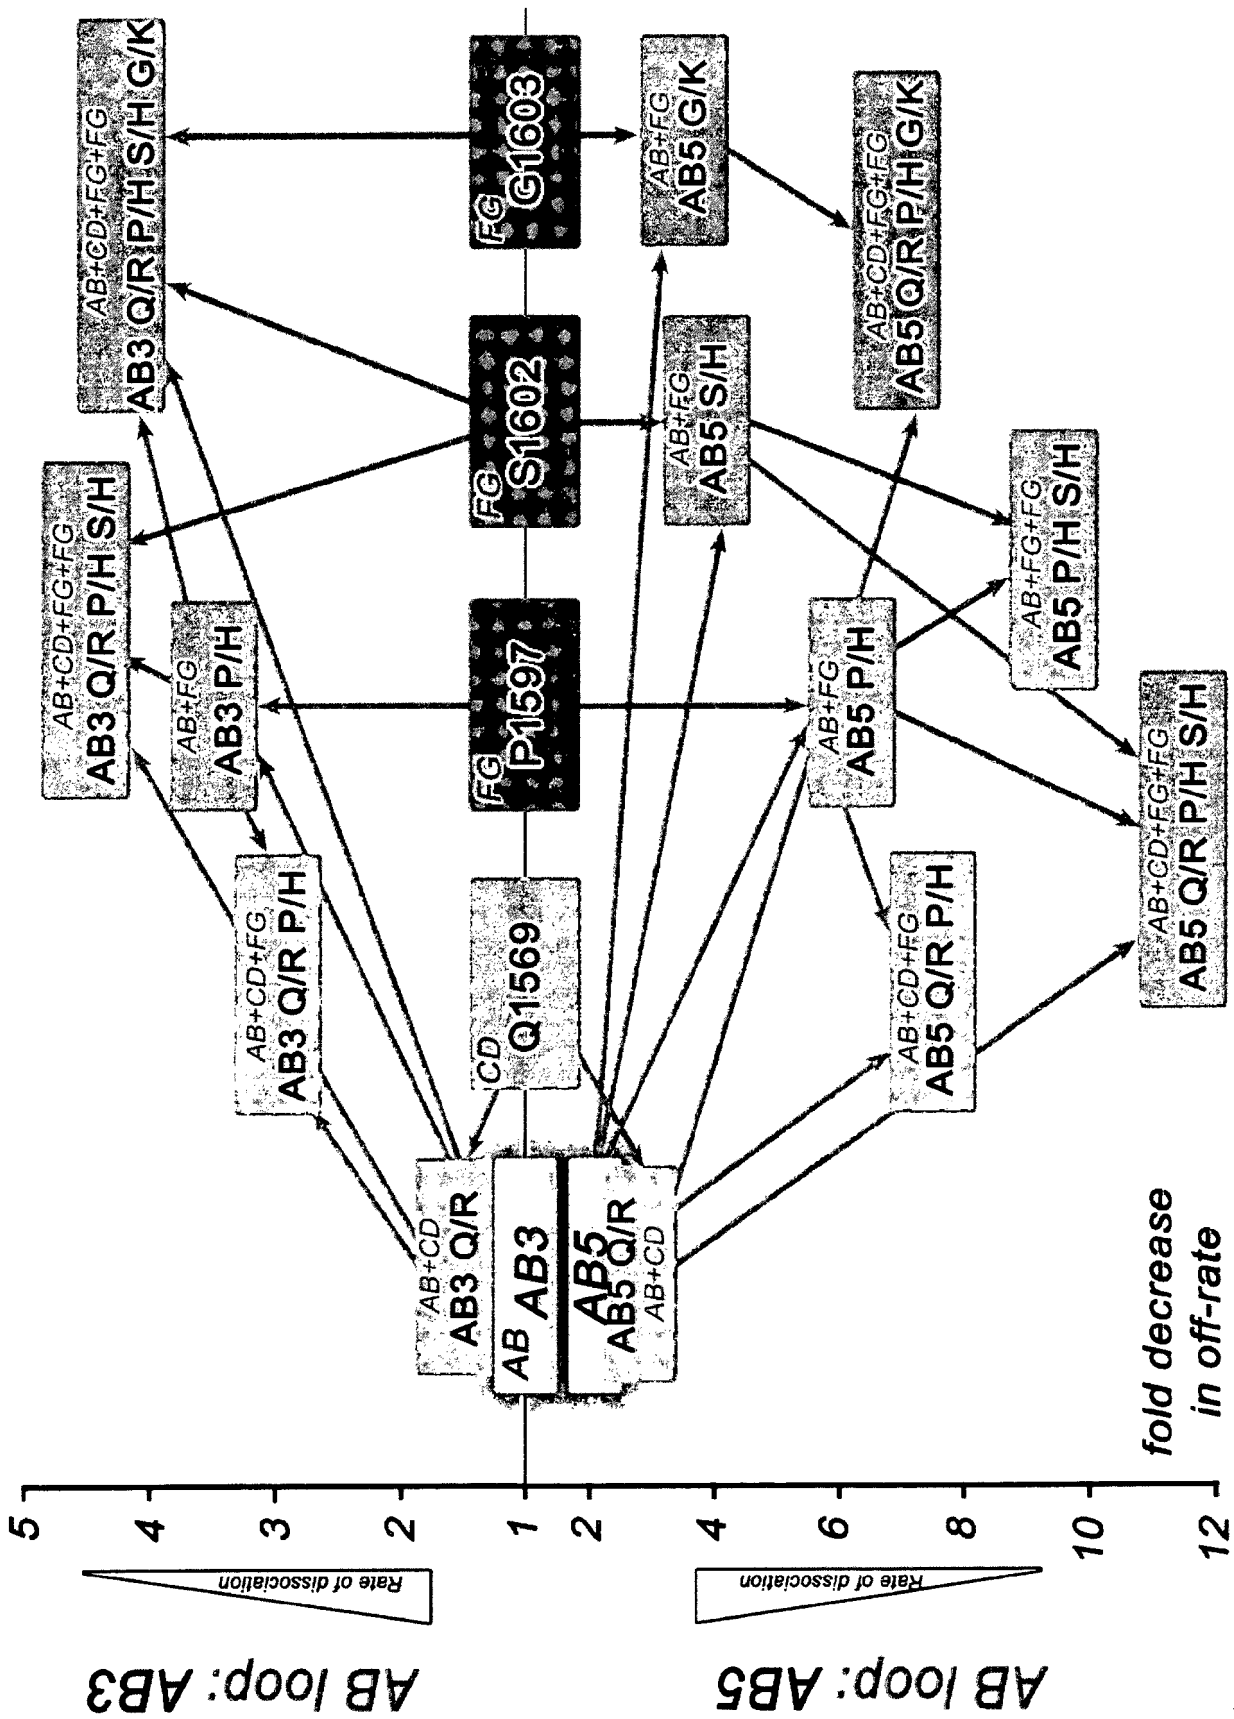 AB loop: AB3
Rate of dissociation
5
4
3
2
1
2
4
6
8
10
12
AB loop: AB5
Rate of dissociation
fold decrease
in off-rate
AB+CD
AB3 Q/R
AB
AB3
AB5
AB5 Q/R
AB+CD
AB+CD+FG
AB3 Q/R P/H
CD
Q1569
AB+CD+FG
AB5 Q/R P/H
AB+CD+FG+FG
AB5 Q/R P/H S/H
AB+CD+FG+FG
AB3 Q/R P/H S/H
AB+FG
AB3 P/H
FG
P1597
AB+FG
AB5 P/H
AB+FG+FG
AB5 P/H S/H
FG
S1602
AB+FG
AB5 S/H
AB+CD+FG+FG
AB3 Q/R P/H S/H G/K
FG
G1603
AB+FG
AB5 G/K
AB+CD+FG+FG
AB5 Q/R P/H G/K